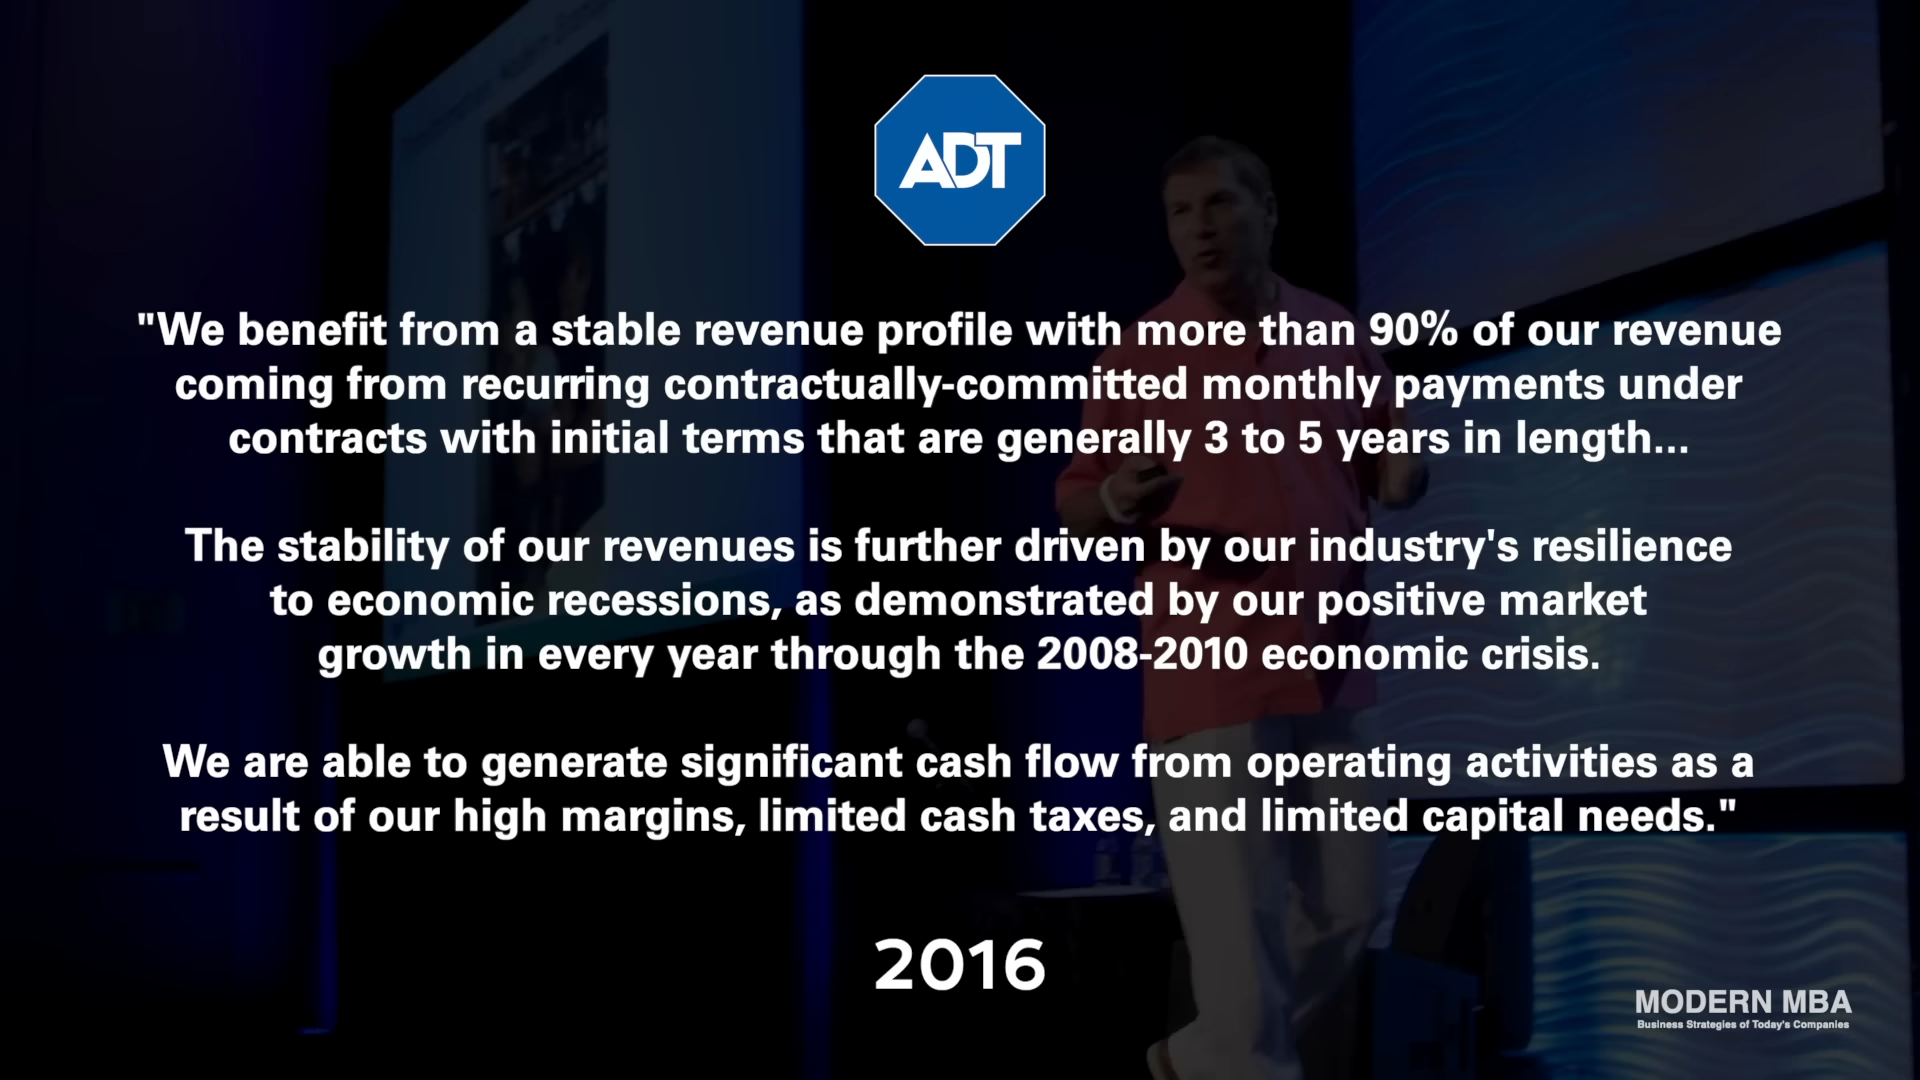 ADT
"We benefit from a stable revenue profile with more than 90% of our revenue
coming from recurring contractually-committed monthly payments under
contracts with initial terms that are generally 3 to 5 years in length...
The stability of our revenues is further driven by our industry's resilience
to economic recessions, as demonstrated by our positive market
growth in every year through the 2008-2010 economic crisis.
We are able to generate significant cash flow from operating activities as a
result of our high margins, limited cash taxes, and limited capital needs."
2016
MODERN MBA
Business Strategies of Today's Companies